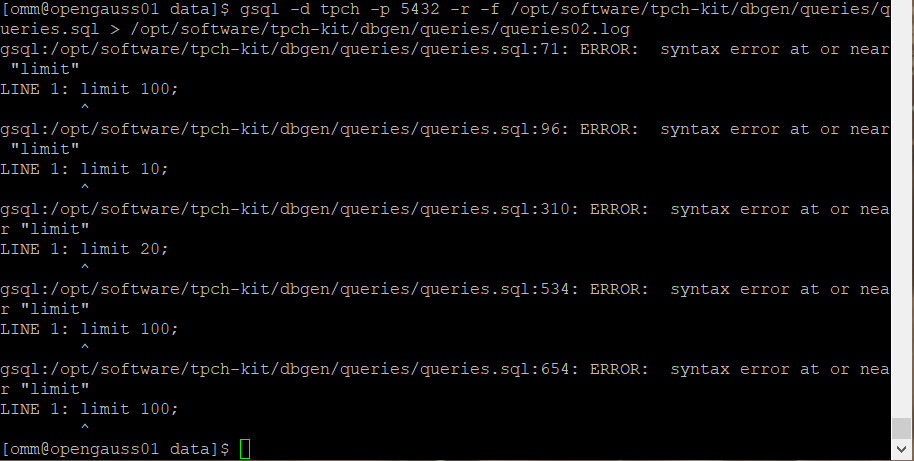 [omm@opengauss01 data]$ gsql -d tpch -p 5432 -r -f /opt/software/tpch-kit/dbgen/queries/q
ueries.sql > /opt/software/tpch-kit/dbgen/queries/queries02.log
gsql:/opt/software/tpch-kit/dbgen/queries/queries.sql:71: ERROR:  syntax error at or near
 "limit"
LINE 1: limit 100;
        ^
gsql:/opt/software/tpch-kit/dbgen/queries/queries.sql:96: ERROR:  syntax error at or near
 "limit"
LINE 1: limit 10;
        ^
gsql:/opt/software/tpch-kit/dbgen/queries/queries.sql:310: ERROR:  syntax error at or nea
r "limit"
LINE 1: limit 20;
        ^
gsql:/opt/software/tpch-kit/dbgen/queries/queries.sql:534: ERROR:  syntax error at or nea
r "limit"
LINE 1: limit 100;
        ^
gsql:/opt/software/tpch-kit/dbgen/queries/queries.sql:654: ERROR:  syntax error at or nea
r "limit"
LINE 1: limit 100;
        ^
[omm@opengauss01 data]$